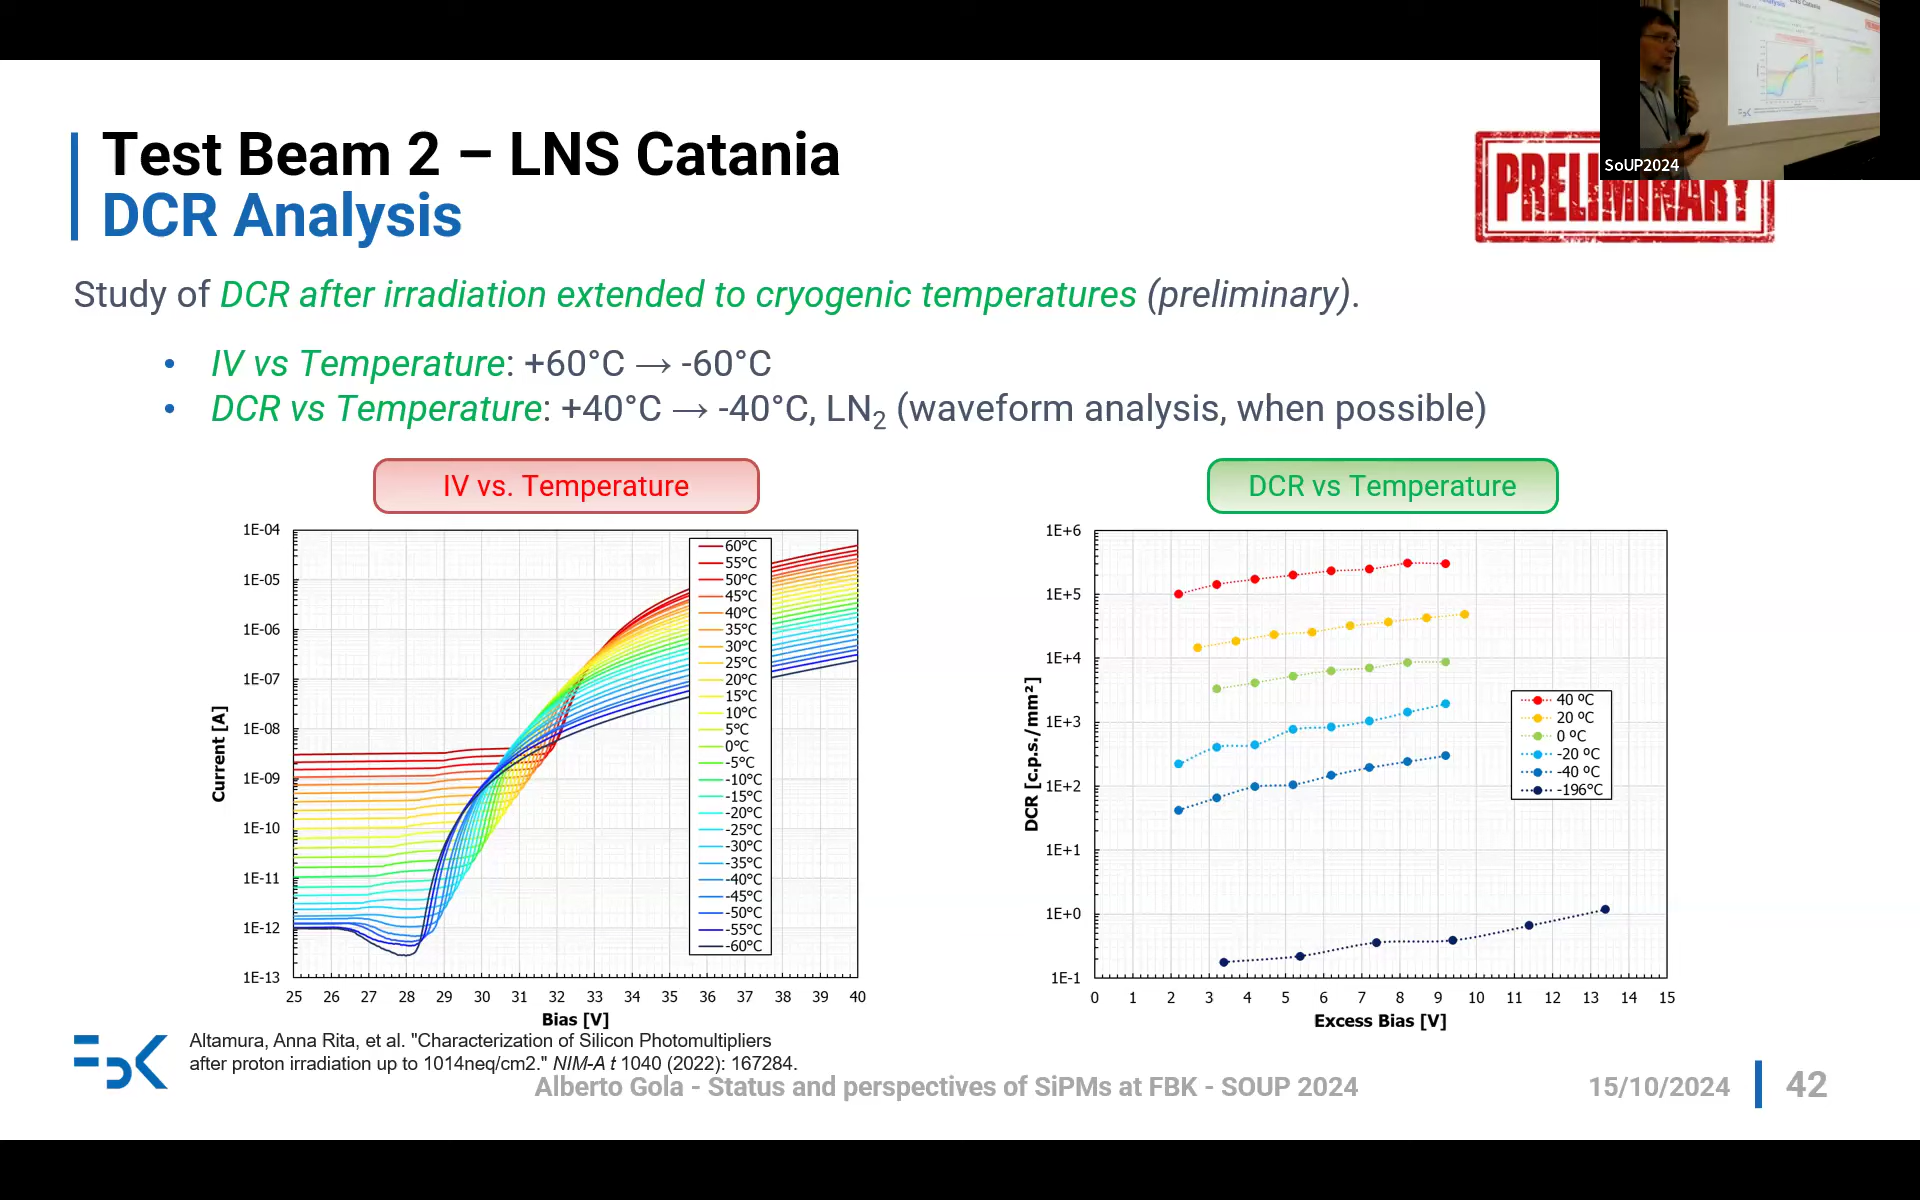 SoUP2024
Test Beam 2 – LNS Catania
DCR Analysis
PRELIMINARY
Study of DCR after irradiation extended to cryogenic temperatures (preliminary).
• IV vs Temperature: +60°C → -60°C
• DCR vs Temperature: +40°C → -40°C, LN2 (waveform analysis, when possible)
IV vs. Temperature
1E-04
1E-05
1E-06
1E-07
1E-08
1E-09
1E-10
1E-11
1E-12
1E-13
Current [A]
25 26 27 28 29 30 31 32 33 34 35 36 37 38 39 40
Bias [V]
60°C
55°C
50°C
45°C
40°C
35°C
30°C
25°C
20°C
15°C
10°C
5°C
0°C
-5°C
-10°C
-15°C
-20°C
-25°C
-30°C
-35°C
-40°C
-45°C
-50°C
-55°C
-60°C
DCR vs Temperature
1E+6
1E+5
1E+4
1E+3
1E+2
1E+1
1E+0
1E-1
DCR [c.p.s./mm²]
0 1 2 3 4 5 6 7 8 9 10 11 12 13 14 15
Excess Bias [V]
40 ºC
20 ºC
0 ºC
-20 ºC
-40 ºC
-196°C
FBK
Altamura, Anna Rita, et al. "Characterization of Silicon Photomultipliers
after proton irradiation up to 1014neq/cm2." NIM-A t 1040 (2022): 167284.
Alberto Gola - Status and perspectives of SiPMs at FBK - SOUP 2024
15/10/2024
42